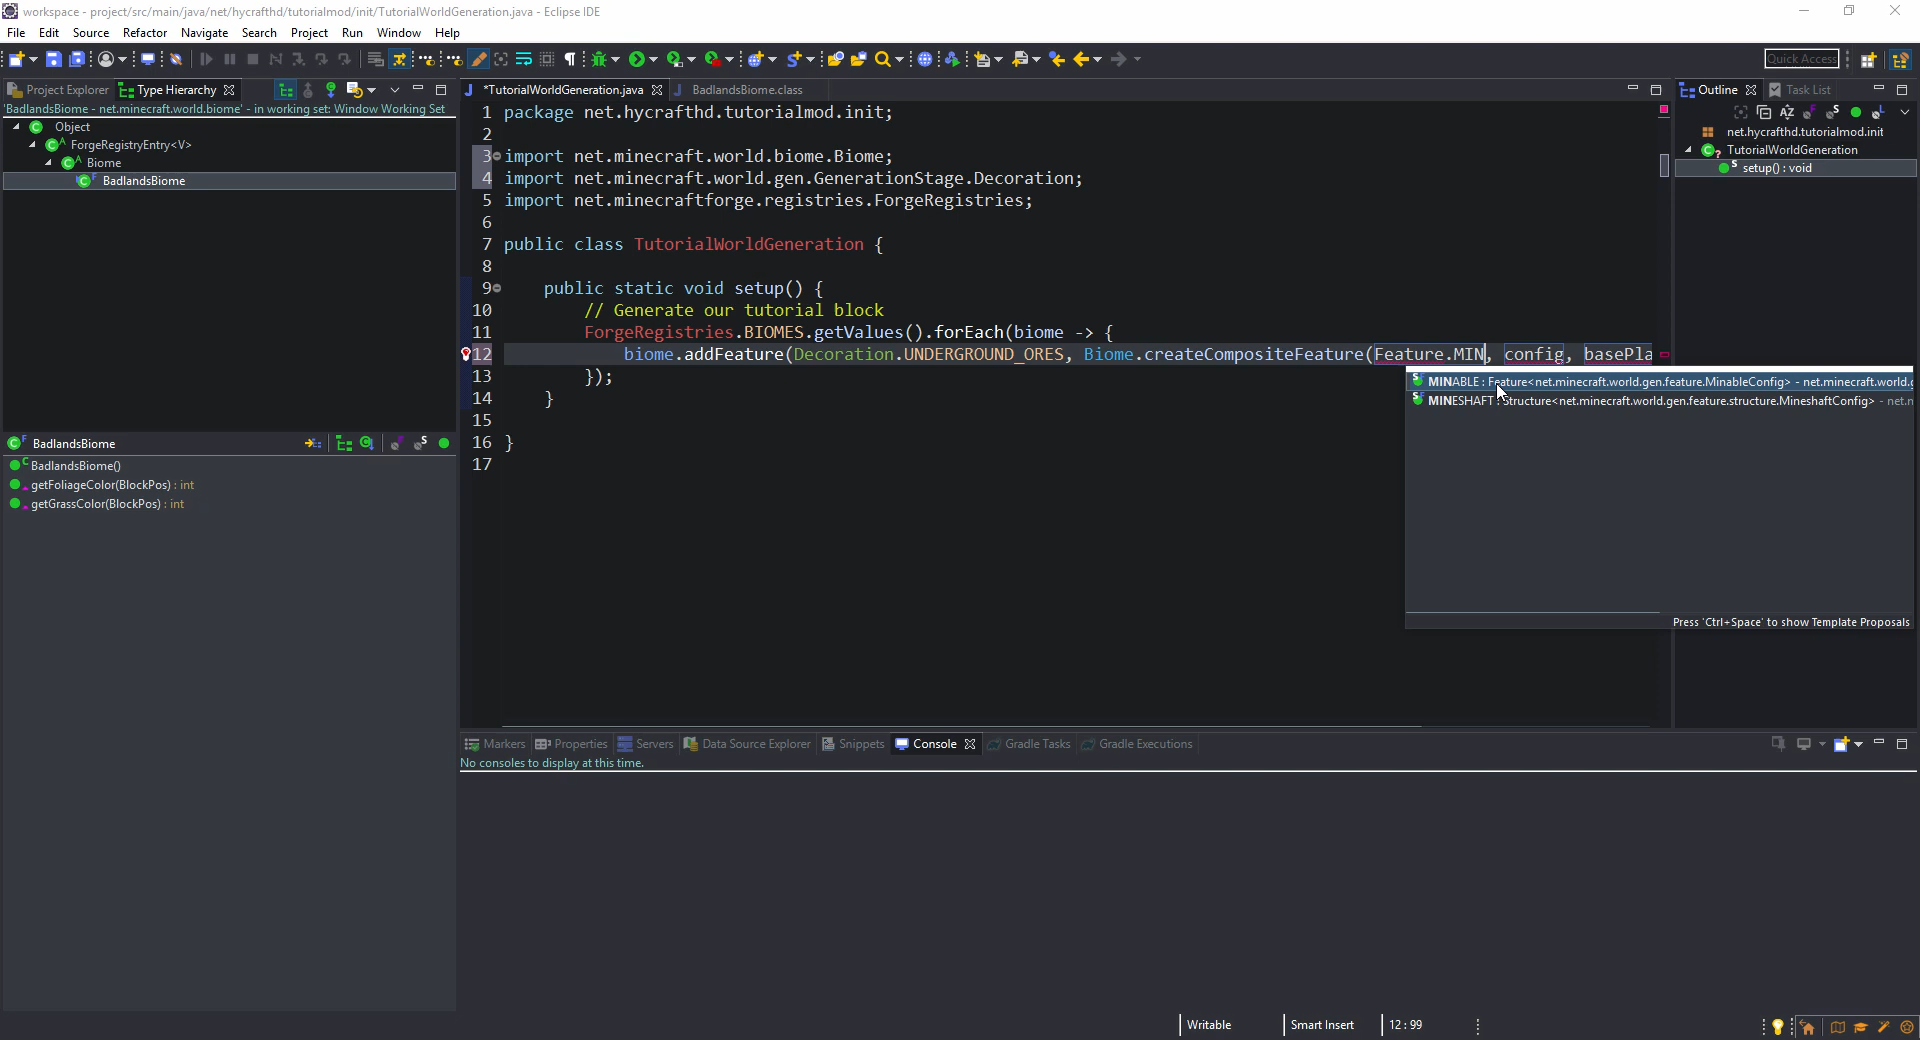 workspace - project/src/main/java/net/hycrafthd/tutorialmod/init/TutorialWorldGeneration.java - Eclipse IDE
File Edit Source Refactor Navigate Search Project Run Window Help
Quick Access
Project Explorer Type Hierarchy
'BadlandsBiome - net.minecraft.world.biome' - in working set: Window Working Set
Object
ForgeRegistryEntry<V>
Biome
BadlandsBiome
BadlandsBiome
BadlandsBiome()
getFoliageColor(BlockPos) : int
getGrassColor(BlockPos) : int
*TutorialWorldGeneration.java BadlandsBiome.class
1 package net.hycrafthd.tutorialmod.init;
2
3 import net.minecraft.world.biome.Biome;
4 import net.minecraft.world.gen.GenerationStage.Decoration;
5 import net.minecraftforge.registries.ForgeRegistries;
6
7 public class TutorialWorldGeneration {
8
9 public static void setup() {
10 // Generate our tutorial block
11 ForgeRegistries.BIOMES.getValues().forEach(biome -> {
12 biome.addFeature(Decoration.UNDERGROUND_ORES, Biome.createCompositeFeature(Feature.MIN, config, basePla
13 });
14 }
15
16 }
17
MINABLE : Feature<net.minecraft.world.gen.feature.MinableConfig> - net.minecraft.world.g
MINESHAFT : Structure<net.minecraft.world.gen.feature.structure.MineshaftConfig> - net.n
Press 'Ctrl+Space' to show Template Proposals
Outline Task List
net.hycrafthd.tutorialmod.init
TutorialWorldGeneration
setup() : void
Markers Properties Servers Data Source Explorer Snippets Console Gradle Tasks Gradle Executions
No consoles to display at this time.
Writable Smart Insert 12 : 99